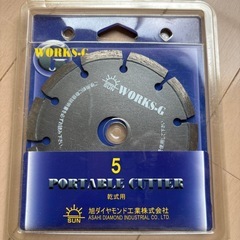 WORKS-G
WORKS-G
5
PORTABLE CUTTER
乾式用
SUN
旭ダイヤモンド工業株式会社
ASAHI DIAMOND INDUSTRIAL CO., LTD.